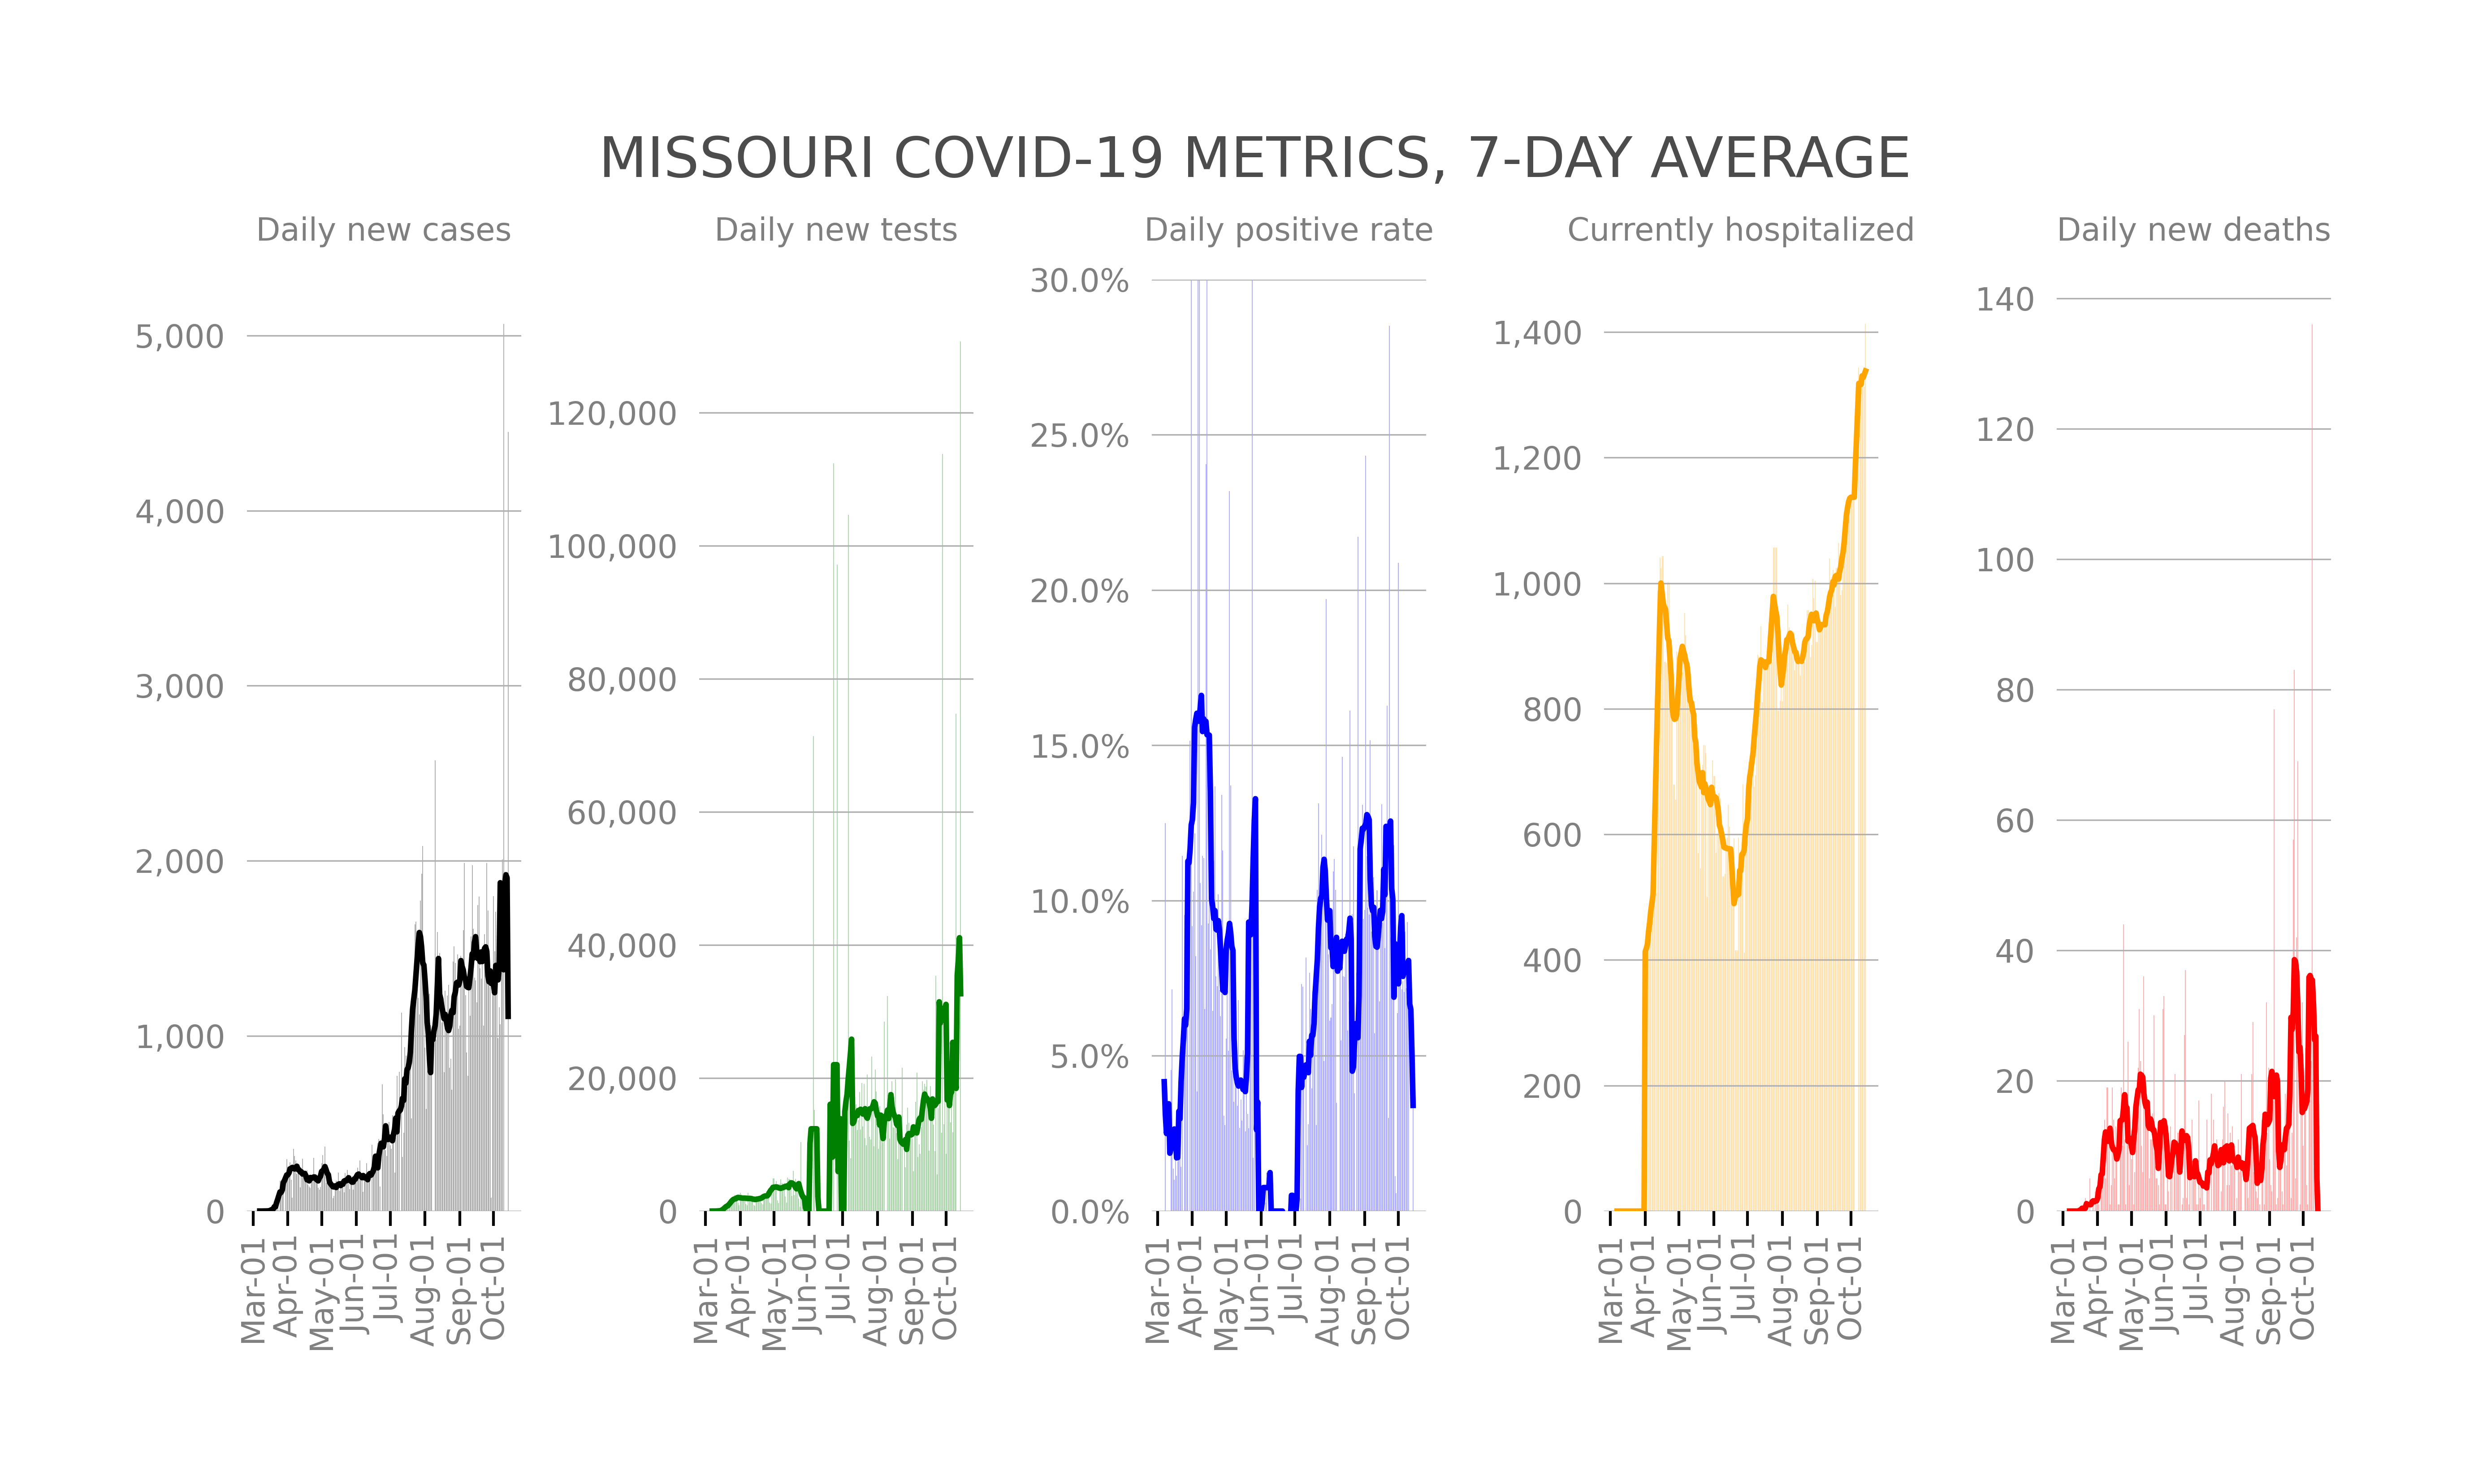 MISSOURI COVID-19 METRICS, 7-DAY AVERAGE
Daily new cases
5,000
4,000
3,000
2,000
1,000
0
Mar-01
Apr-01
May-01
Jun-01
Jul-01
Aug-01
Sep-01
Oct-01
Daily new tests
120,000
100,000
80,000
60,000
40,000
20,000
0
Mar-01
Apr-01
May-01
Jun-01
Jul-01
Aug-01
Sep-01
Oct-01
Daily positive rate
30.0%
25.0%
20.0%
15.0%
10.0%
5.0%
0.0%
Mar-01
Apr-01
May-01
Jun-01
Jul-01
Aug-01
Sep-01
Oct-01
Currently hospitalized
1,400
1,200
1,000
800
600
400
200
0
Mar-01
Apr-01
May-01
Jun-01
Jul-01
Aug-01
Sep-01
Oct-01
Daily new deaths
140
120
100
80
60
40
20
0
Mar-01
Apr-01
May-01
Jun-01
Jul-01
Aug-01
Sep-01
Oct-01